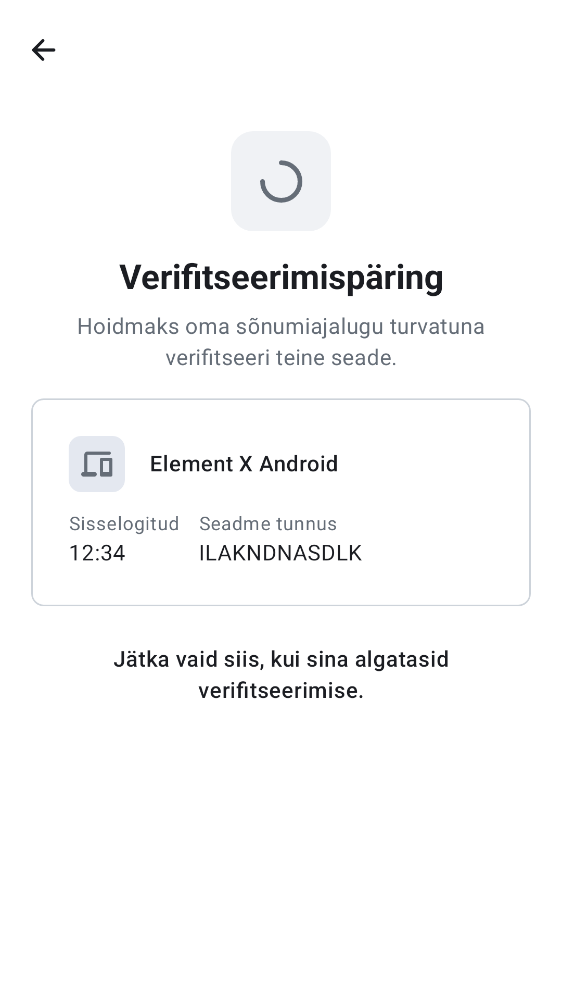 Verifitseerimispäring
Hoidmaks oma sõnumiajalugu turvatuna
verifitseeri teine seade.
Element X Android
Sisselogitud Seadme tunnus
12:34 ILAKNDNASDLK
Jätka vaid siis, kui sina algatasid
verifitseerimise.